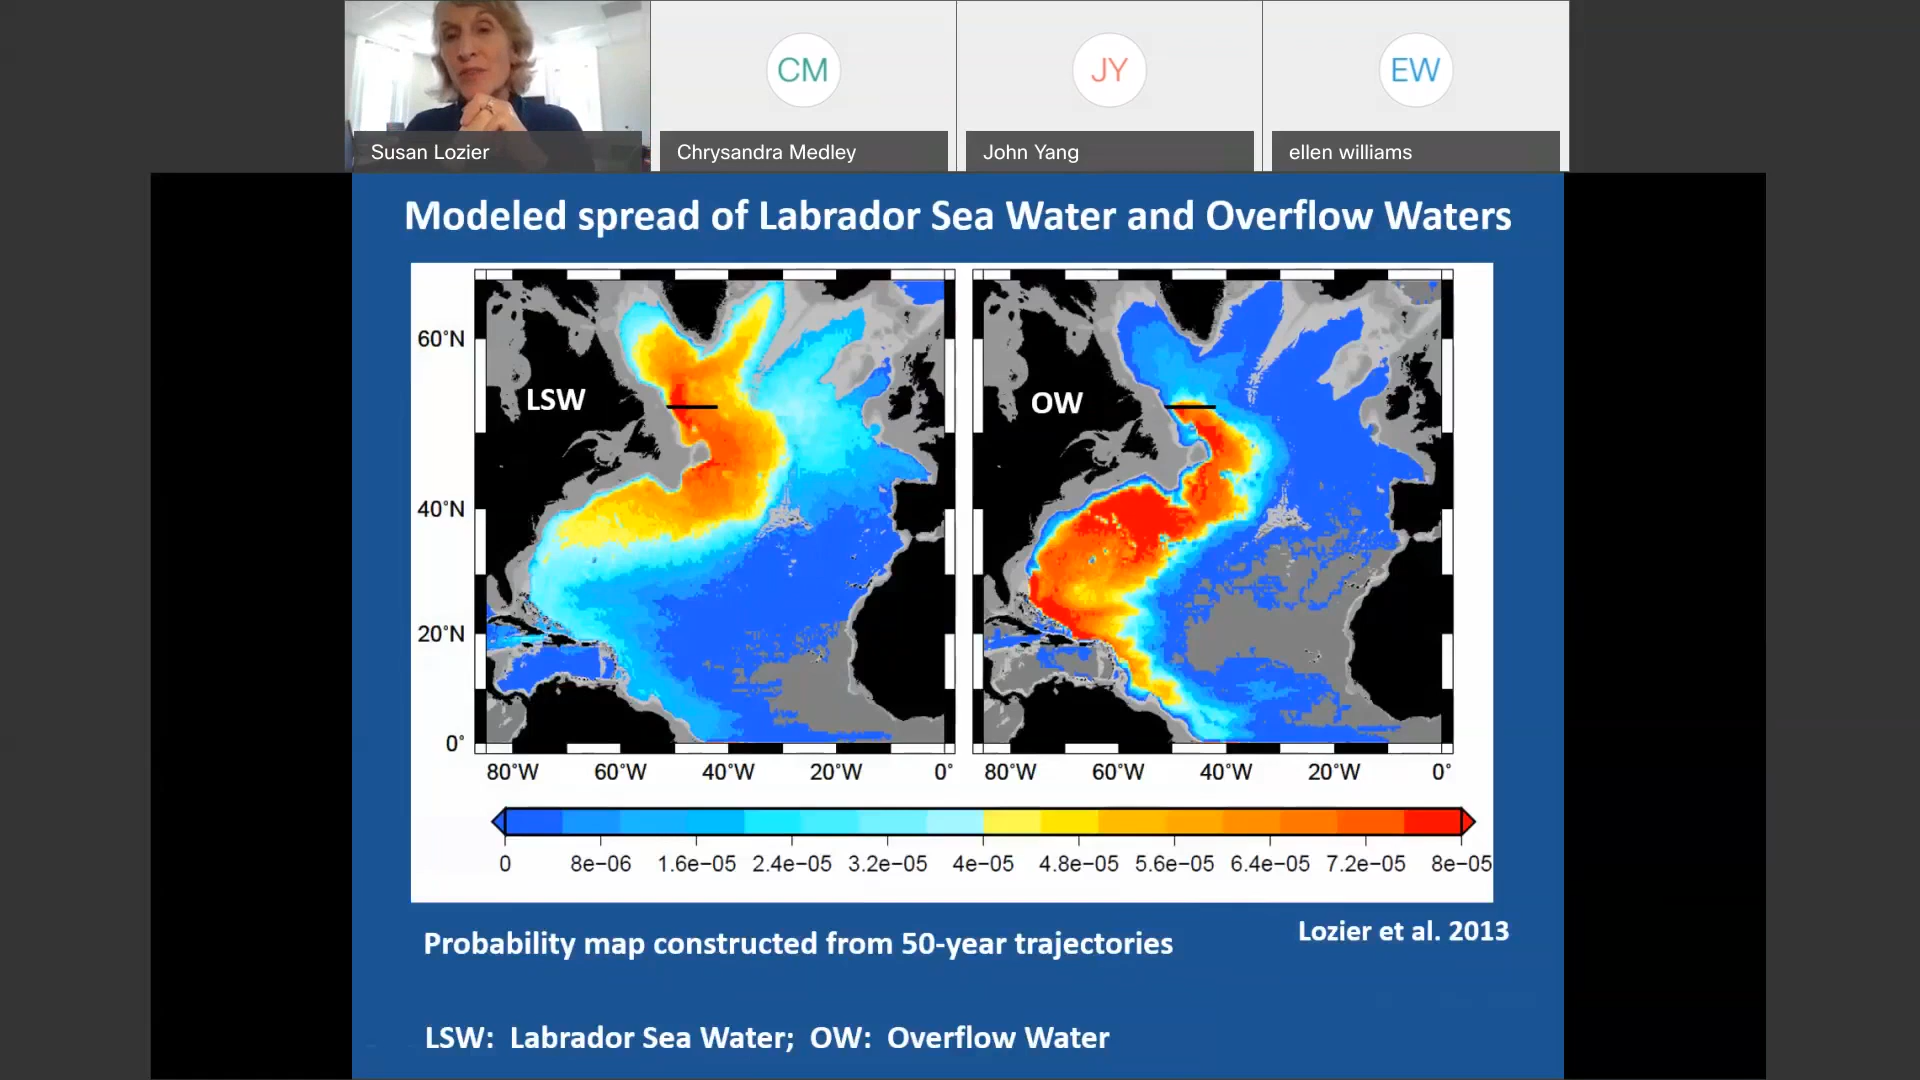 CM
JY
EW
Susan Lozier
Chrysandra Medley
John Yang
ellen williams
Modeled spread of Labrador Sea Water and Overflow Waters
60°N
40°N
20°N
0°
LSW
OW
80°W 60°W 40°W 20°W 0°
80°W 60°W 40°W 20°W 0°
0 8e−06 1.6e−05 2.4e−05 3.2e−05 4e−05 4.8e−05 5.6e−05 6.4e−05 7.2e−05 8e−05
Lozier et al. 2013
Probability map constructed from 50-year trajectories
LSW: Labrador Sea Water; OW: Overflow Water